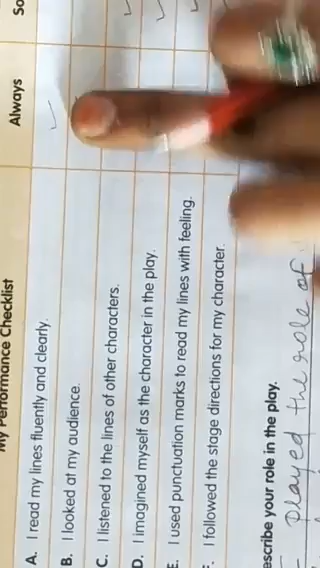 My Performance Checklist
Always
So
A. I read my lines fluently and clearly.
B. I looked at my audience.
C. I listened to the lines of other characters.
D. I imagined myself as the character in the play.
E. I used punctuation marks to read my lines with feeling.
F. I followed the stage directions for my character.
escribe your role in the play.
played the role of